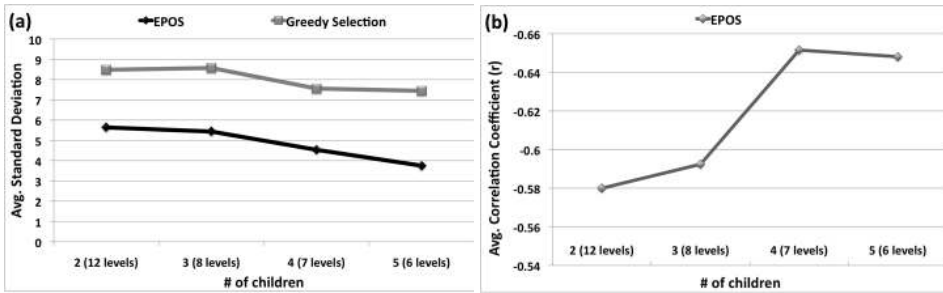 (a)
EPOS
Greedy Selection
Avg. Standard Deviation
10
9
8
7
6
5
4
3
2
1
0
2 (12 levels)
3 (8 levels)
4 (7 levels)
5 (6 levels)
# of children
(b)
EPOS
Avg. Correlation Coefficient (r)
-0.66
-0.64
-0.62
-0.6
-0.58
-0.56
-0.54
2 (12 levels)
3 (8 levels)
4 (7 levels)
5 (6 levels)
# of children